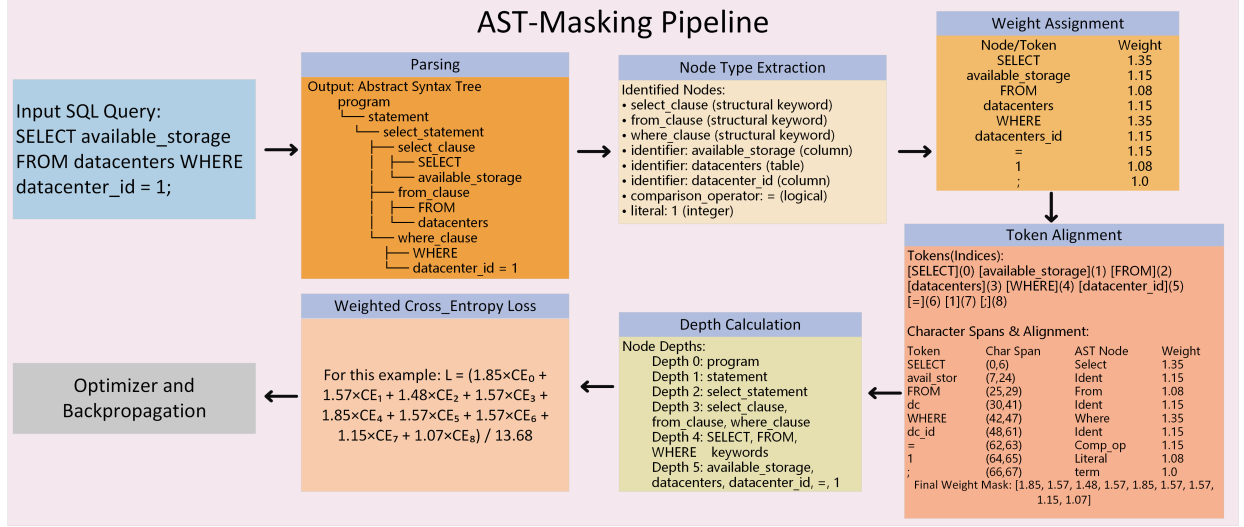 AST-Masking Pipeline
Input SQL Query:
SELECT available_storage
FROM datacenters WHERE
datacenter_id = 1;
Parsing
Output: Abstract Syntax Tree
program
└── statement
└── select_statement
├── select_clause
│ ├── SELECT
│ └── available_storage
├── from_clause
│ ├── FROM
│ └── datacenters
└── where_clause
├── WHERE
└── datacenter_id = 1
Node Type Extraction
Identified Nodes:
• select_clause (structural keyword)
• from_clause (structural keyword)
• where_clause (structural keyword)
• identifier: available_storage (column)
• identifier: datacenters (table)
• identifier: datacenter_id (column)
• comparison_operator: = (logical)
• literal: 1 (integer)
Weight Assignment
Node/Token Weight
SELECT 1.35
available_storage 1.15
FROM 1.08
datacenters 1.15
WHERE 1.35
datacenters_id 1.15
= 1.15
1 1.08
; 1.0
Token Alignment
Tokens(Indices):
[SELECT](0) [available_storage](1) [FROM](2)
[datacenters](3) [WHERE](4) [datacenter_id](5)
[=](6) [1](7) [;](8)
Character Spans & Alignment:
Token Char Span AST Node Weight
SELECT (0,6) Select 1.35
avail_stor (7,24) Ident 1.15
FROM (25,29) From 1.08
dc (30,41) Ident 1.15
WHERE (42,47) Where 1.35
dc_id (48,61) Ident 1.15
= (62,63) Comp_op 1.15
1 (64,65) Literal 1.08
; (66,67) term 1.0
Final Weight Mask: [1.85, 1.57, 1.48, 1.57, 1.85, 1.57, 1.57,
1.15, 1.07]
Depth Calculation
Node Depths:
Depth 0: program
Depth 1: statement
Depth 2: select_statement
Depth 3: select_clause,
from_clause, where_clause
Depth 4: SELECT, FROM,
WHERE keywords
Depth 5: available_storage,
datacenters, datacenter_id, =, 1
Weighted Cross_Entropy Loss
For this example: L = (1.85×CE₀ +
1.57×CE₁ + 1.48×CE₂ + 1.57×CE₃ +
1.85×CE₄ + 1.57×CE₅ + 1.57×CE₆ +
1.15×CE₇ + 1.07×CE₈) / 13.68
Optimizer and
Backpropagation